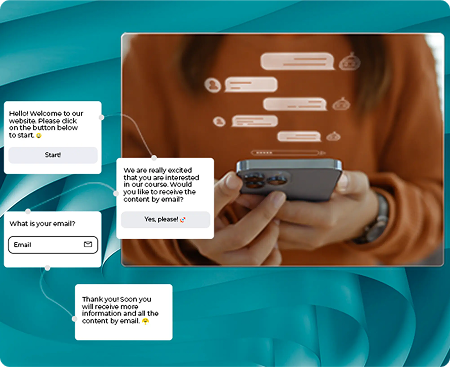 Hello! Welcome to our
website. Please click
on the button below
to start.😉
Start!
We are really excited
that you are interested
in our course. Would
you like to receive the
content by email?
Yes, please! 🚀
What is your email?
Email
Thank you! Soon you
will receive more
information and all the
content by email. 🤗